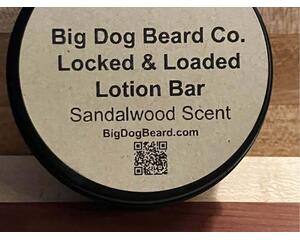 Big Dog Beard Co.
Locked & Loaded
Lotion Bar
Sandalwood Scent
BigDogBeard.com